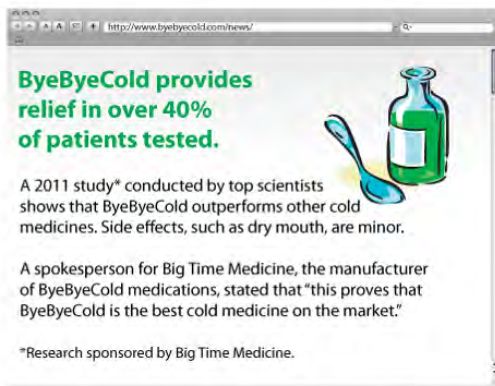 http://www.byebyecold.com/news/
ByeByeCold provides
relief in over 40%
of patients tested.
A 2011 study* conducted by top scientists
shows that ByeByeCold outperforms other cold
medicines. Side effects, such as dry mouth, are minor.
A spokesperson for Big Time Medicine, the manufacturer
of ByeByeCold medications, stated that “this proves that
ByeByeCold is the best cold medicine on the market.”
*Research sponsored by Big Time Medicine.